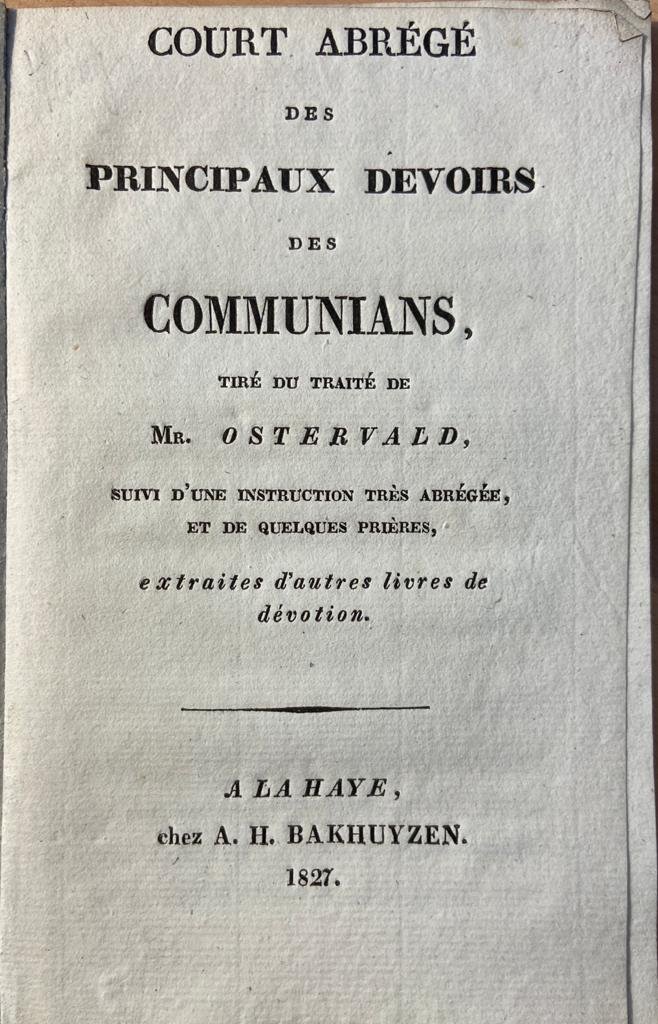 COURT ABRÉGÉ
DES
PRINCIPAUX DEVOIRS
DES
COMMUNIANS,
TIRÉ DU TRAITÉ DE
MR. OSTERVALD,
SUIVI D'UNE INSTRUCTION TRÈS ABRÉGÉE,
ET DE QUELQUES PRIÈRES,
extraites d'autres livres de
dévotion.
A LA HAYE,
chez A. H. BAKHUYZEN.
1827.